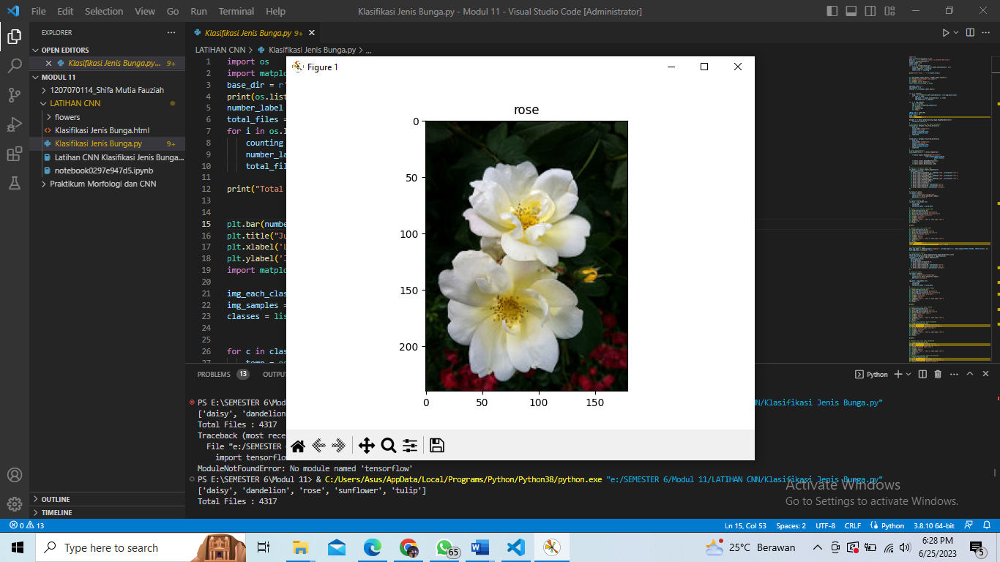 File Edit Selection View Go Run Terminal Help
Klasifikasi Jenis Bunga.py - Modul 11 - Visual Studio Code [Administrator]
EXPLORER
OPEN EDITORS
Klasifikasi Jenis Bunga.py... 9+
MODUL 11
1207070114_Shifa Mutia Fauziah
LATIHAN CNN
flowers
Klasifikasi Jenis Bunga.html
Klasifikasi Jenis Bunga.py 9+
Latihan CNN Klasifikasi Jenis Bunga...
notebook0297e947d5.ipynb
Praktikum Morfologi dan CNN
OUTLINE
TIMELINE
Klasifikasi Jenis Bunga.py 9+
LATIHAN CNN > Klasifikasi Jenis Bunga.py > ...
1 import os
2 import matpl
3 base_dir = r'
4 print(os.list
5 number_label
6 total_files =
7 for i in os.l
8 counting
9 number_la
10 total_fil
11
12 print("Total
13
14
15 plt.bar(numbe
16 plt.title("Ju
17 plt.xlabel('L
18 plt.ylabel('J
19 import matplo
20
21 img_each_clas
22 img_samples =
23 classes = lis
24
25
26 for c in clas
27 temp = os
Figure 1
rose
0
50
100
150
200
0 50 100 150
PROBLEMS 13 OUTPU
Python
PS E:\SEMESTER 6\Mod
N/Klasifikasi Jenis Bunga.py"
['daisy', 'dandelion
Total Files : 4317
Traceback (most rece
File "e:/SEMESTER
import tensorflow
ModuleNotFoundError: No module named 'tensorflow'
PS E:\SEMESTER 6\Modul 11> & C:/Users/Asus/AppData/Local/Programs/Python/Python38/python.exe "e:/SEMESTER 6/Modul 11/LATIHAN CNN/Klasifikasi Jenis Bunga.py"
['daisy', 'dandelion', 'rose', 'sunflower', 'tulip']
Total Files : 4317
Activate Windows
Go to Settings to activate Windows.
0 13
Ln 15, Col 53 Spaces: 2 UTF-8 CRLF Python 3.8.10 64-bit
Type here to search
65
25°C Berawan
6:28 PM
6/25/2023
5